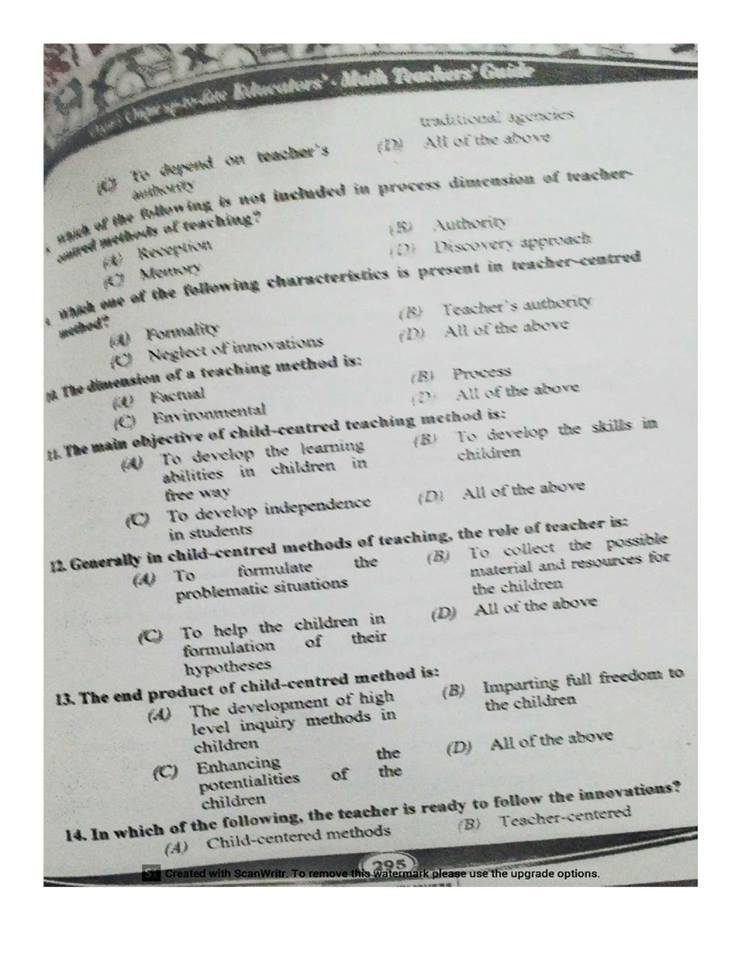 up-to-date Educators' - Math Teachers' Guide
traditional agencies
(C) To depend on teacher's (D) All of the above
authority
which of the following is not included in process dimension of teacher-
methods of teaching?
(A) Reception (B) Authority
(C) Memory (D) Discovery approach
which one of the following characteristics is present in teacher-centred
method?
(A) Formality (B) Teacher's authority
(C) Neglect of innovations (D) All of the above
10. The dimension of a teaching method is:
(A) Factual (B) Process
(C) Environmental (D) All of the above
11. The main objective of child-centred teaching method is:
(A) To develop the learning (B) To develop the skills in
abilities in children in children
free way
(C) To develop independence (D) All of the above
in students
12. Generally in child-centred methods of teaching, the role of teacher is:
(A) To formulate the (B) To collect the possible
problematic situations material and resources for
the children
(C) To help the children in (D) All of the above
formulation of their
hypotheses
13. The end product of child-centred method is:
(A) The development of high (B) Imparting full freedom to
level inquiry methods in the children
children
(C) Enhancing the (D) All of the above
potentialities of the
children
14. In which of the following, the teacher is ready to follow the innovations?
(A) Child-centered methods (B) Teacher-centered
295
Created with ScanWritr. To remove this watermark please use the upgrade options.